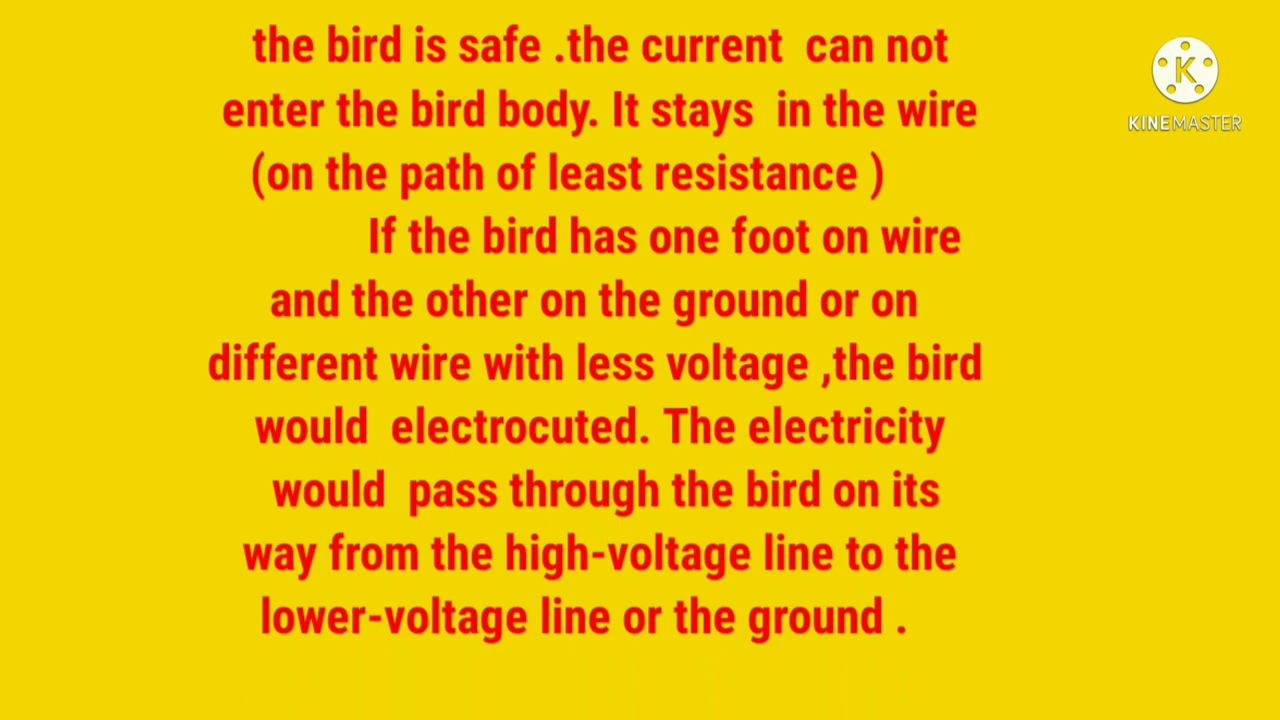 the bird is safe .the current can not
enter the bird body. It stays in the wire
(on the path of least resistance )
If the bird has one foot on wire
and the other on the ground or on
different wire with less voltage ,the bird
would electrocuted. The electricity
would pass through the bird on its
way from the high-voltage line to the
lower-voltage line or the ground .
K
KINEMASTER